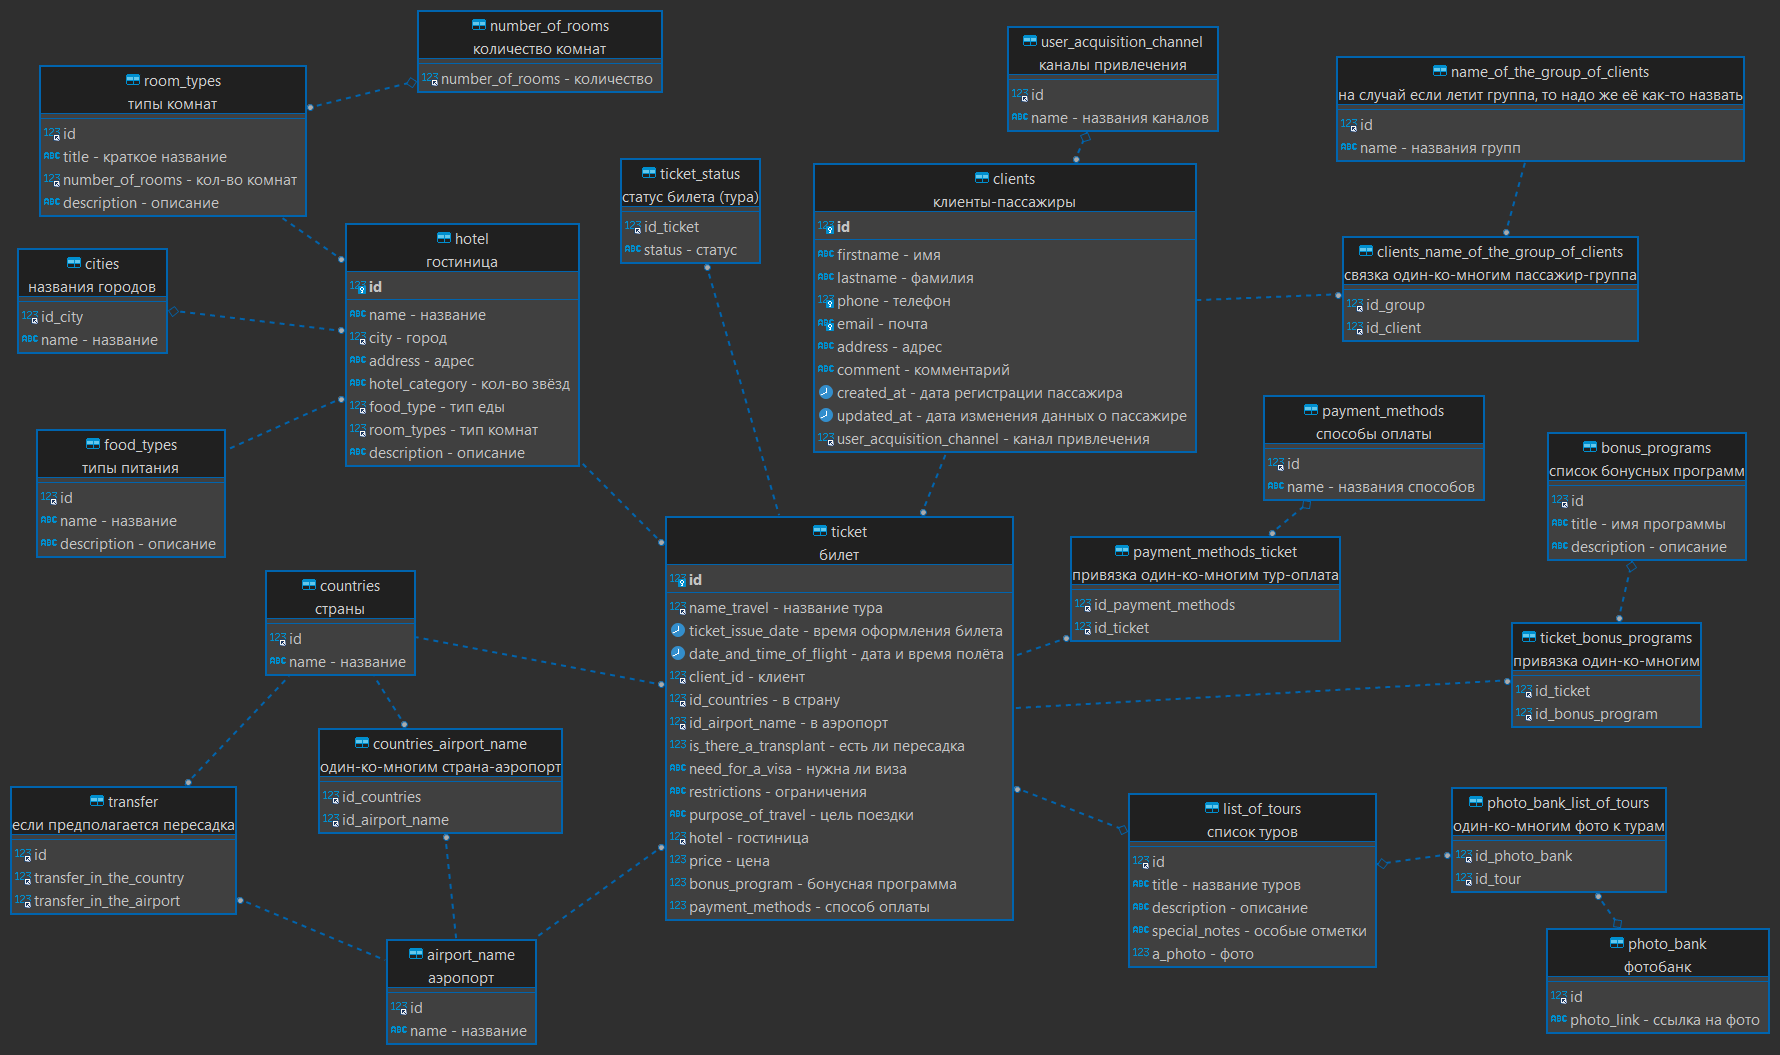 number_of_rooms
количество комнат
number_of_rooms - количество
room_types
типы комнат
id
title - краткое название
number_of_rooms - кол-во комнат
description - описание
user_acquisition_channel
каналы привлечения
id
name - названия каналов
name_of_the_group_of_clients
на случай если летит группа, то надо же её как-то назвать
id
name - названия групп
ticket_status
статус билета (тура)
id_ticket
status - статус
clients
клиенты-пассажиры
id
firstname - имя
lastname - фамилия
phone - телефон
email - почта
address - адрес
comment - комментарий
created_at - дата регистрации пассажира
updated_at - дата изменения данных о пассажире
user_acquisition_channel - канал привлечения
clients_name_of_the_group_of_clients
связка один-ко-многим пассажир-группа
id_group
id_client
cities
названия городов
id_city
name - название
hotel
гостиница
id
name - название
city - город
address - адрес
hotel_category - кол-во звёзд
food_type - тип еды
room_types - тип комнат
description - описание
food_types
типы питания
id
name - название
description - описание
payment_methods
способы оплаты
id
name - названия способов
bonus_programs
список бонусных программ
id
title - имя программы
description - описание
ticket
билет
id
name_travel - название тура
ticket_issue_date - время оформления билета
date_and_time_of_flight - дата и время полёта
client_id - клиент
id_countries - в страну
id_airport_name - в аэропорт
is_there_a_transplant - есть ли пересадка
need_for_a_visa - нужна ли виза
restrictions - ограничения
purpose_of_travel - цель поездки
hotel - гостиница
price - цена
bonus_program - бонусная программа
payment_methods - способ оплаты
payment_methods_ticket
привязка один-ко-многим тур-оплата
id_payment_methods
id_ticket
ticket_bonus_programs
привязка один-ко-многим
id_ticket
id_bonus_program
countries
страны
id
name - название
countries_airport_name
один-ко-многим страна-аэропорт
id_countries
id_airport_name
transfer
если предполагается пересадка
id
transfer_in_the_country
transfer_in_the_airport
airport_name
аэропорт
id
name - название
list_of_tours
список туров
id
title - название туров
description - описание
special_notes - особые отметки
a_photo - фото
photo_bank_list_of_tours
один-ко-многим фото к турам
id_photo_bank
id_tour
photo_bank
фотобанк
id
photo_link - ссылка на фото